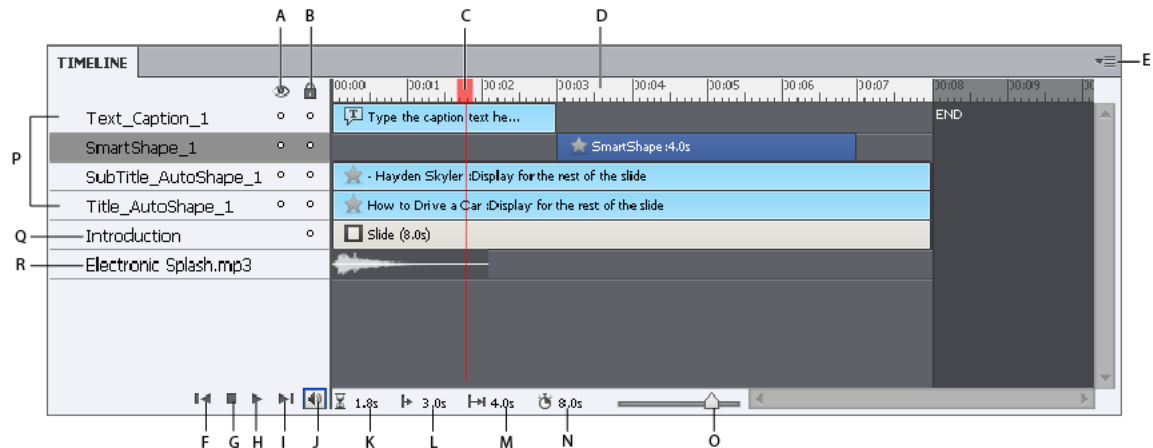 A B C D
TIMELINE
E
00:00 00:01 00:02 00:03 00:04 00:05 00:06 00:07 00:08 00:09
Text_Caption_1 Type the caption text he... END
P
SmartShape_1 SmartShape :4.0s
SubTitle_AutoShape_1 - Hayden Skyler :Display for the rest of the slide
Title_AutoShape_1 How to Drive a Car :Display for the rest of the slide
Q Introduction Slide (8.0s)
R Electronic Splash.mp3
1.8s 3.0s 4.0s 8.0s
F G H I J K L M N O